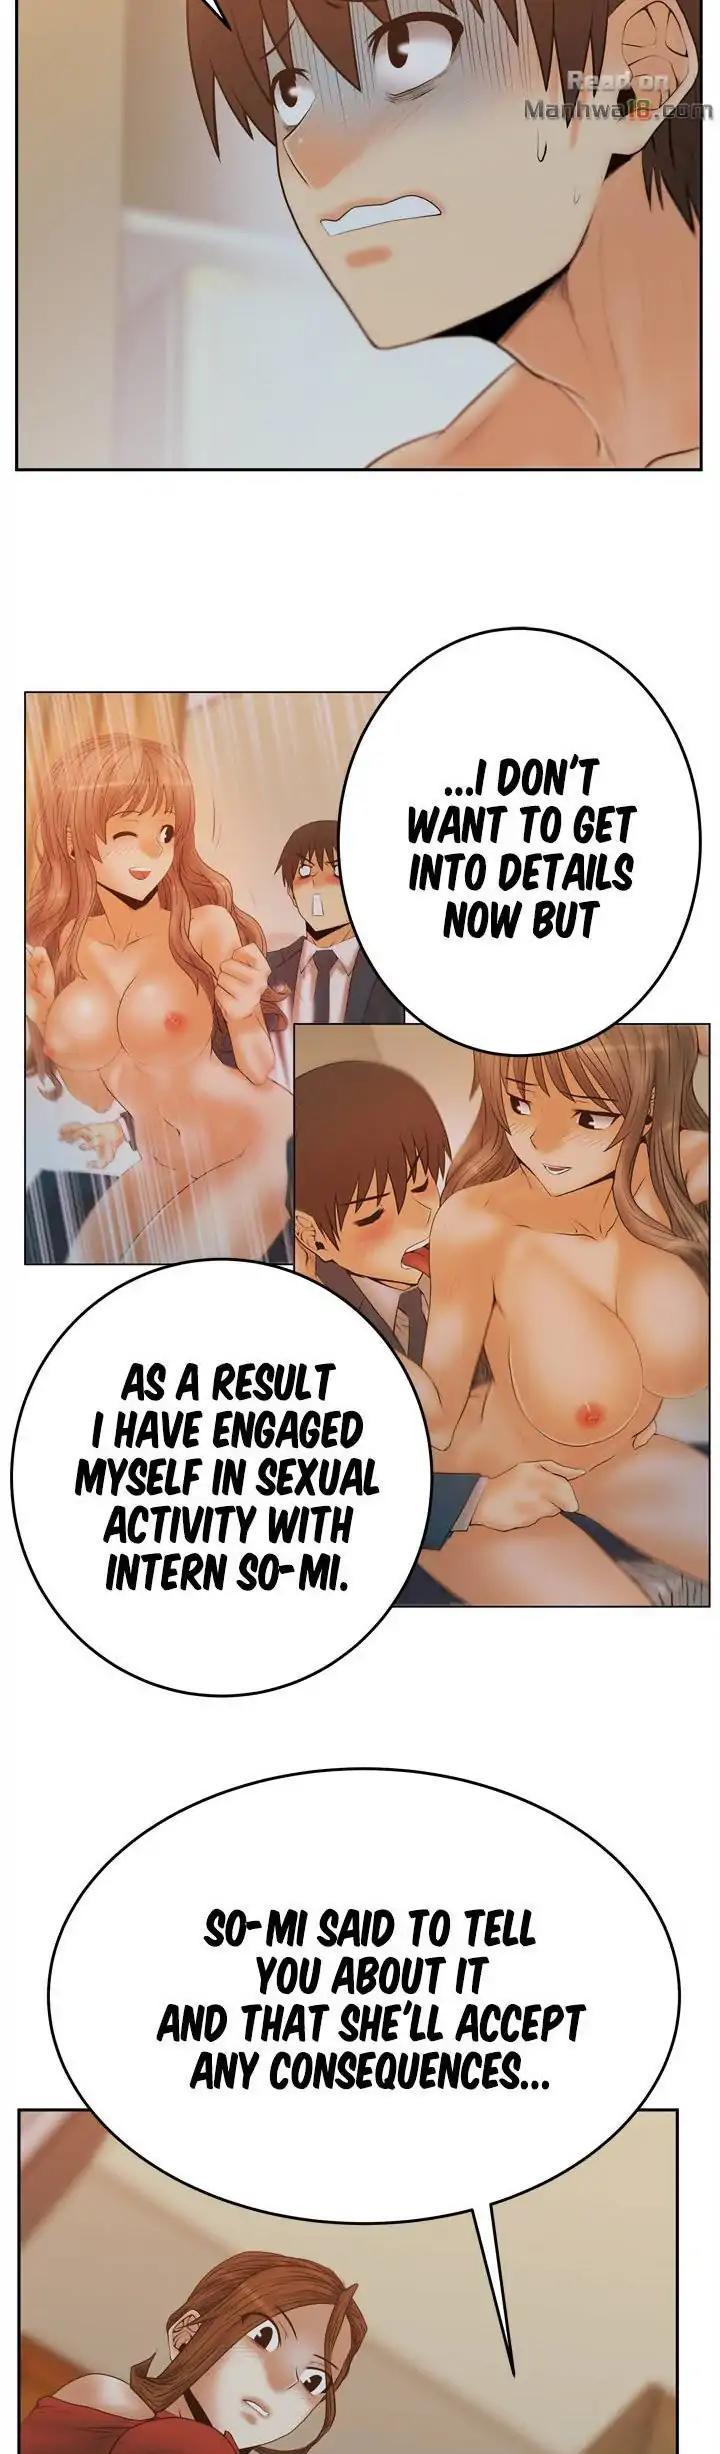 Read on
Manhwa18.com
...I DON'T
WANT TO GET
INTO DETAILS
NOW BUT
AS A RESULT
I HAVE ENGAGED
MYSELF IN SEXUAL
ACTIVITY WITH
INTERN SO-MI.
SO-MI SAID TO TELL
YOU ABOUT IT
AND THAT SHE'LL ACCEPT
ANY CONSEQUENCES...